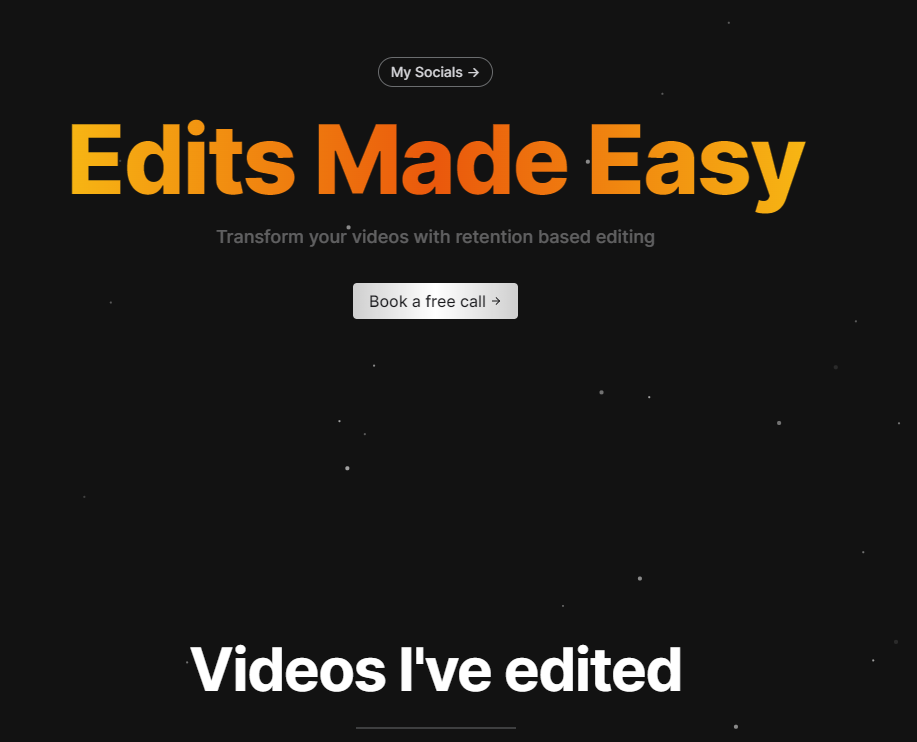 My Socials →
Edits Made Easy
Transform your videos with retention based editing
Book a free call →
Videos I've edited